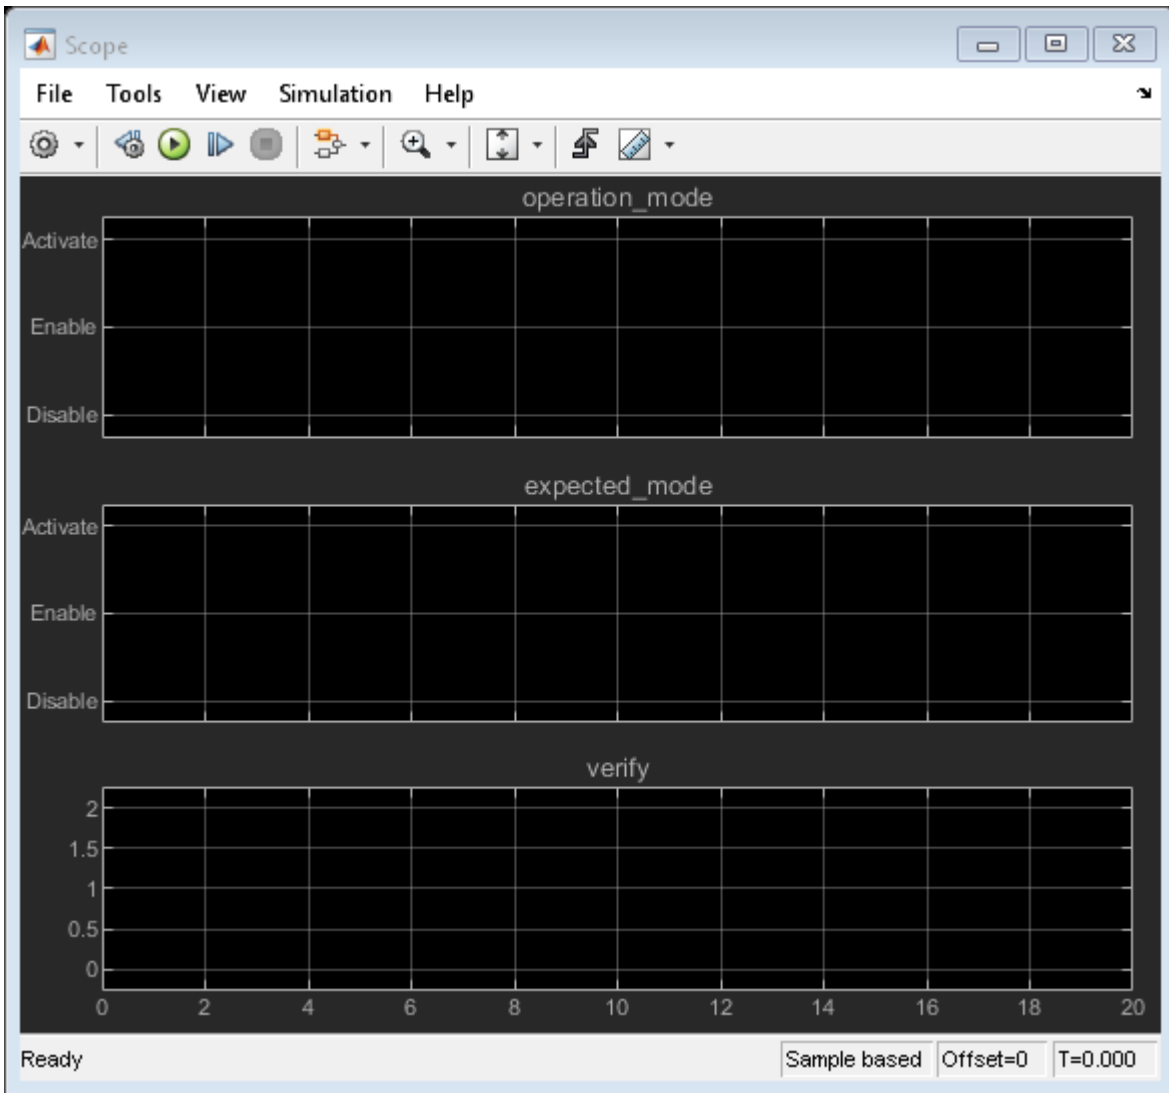 Scope
File Tools View Simulation Help
operation_mode
Activate
Enable
Disable
expected_mode
Activate
Enable
Disable
verify
2
1.5
1
0.5
0
0 2 4 6 8 10 12 14 16 18 20
Ready Sample based Offset=0 T=0.000